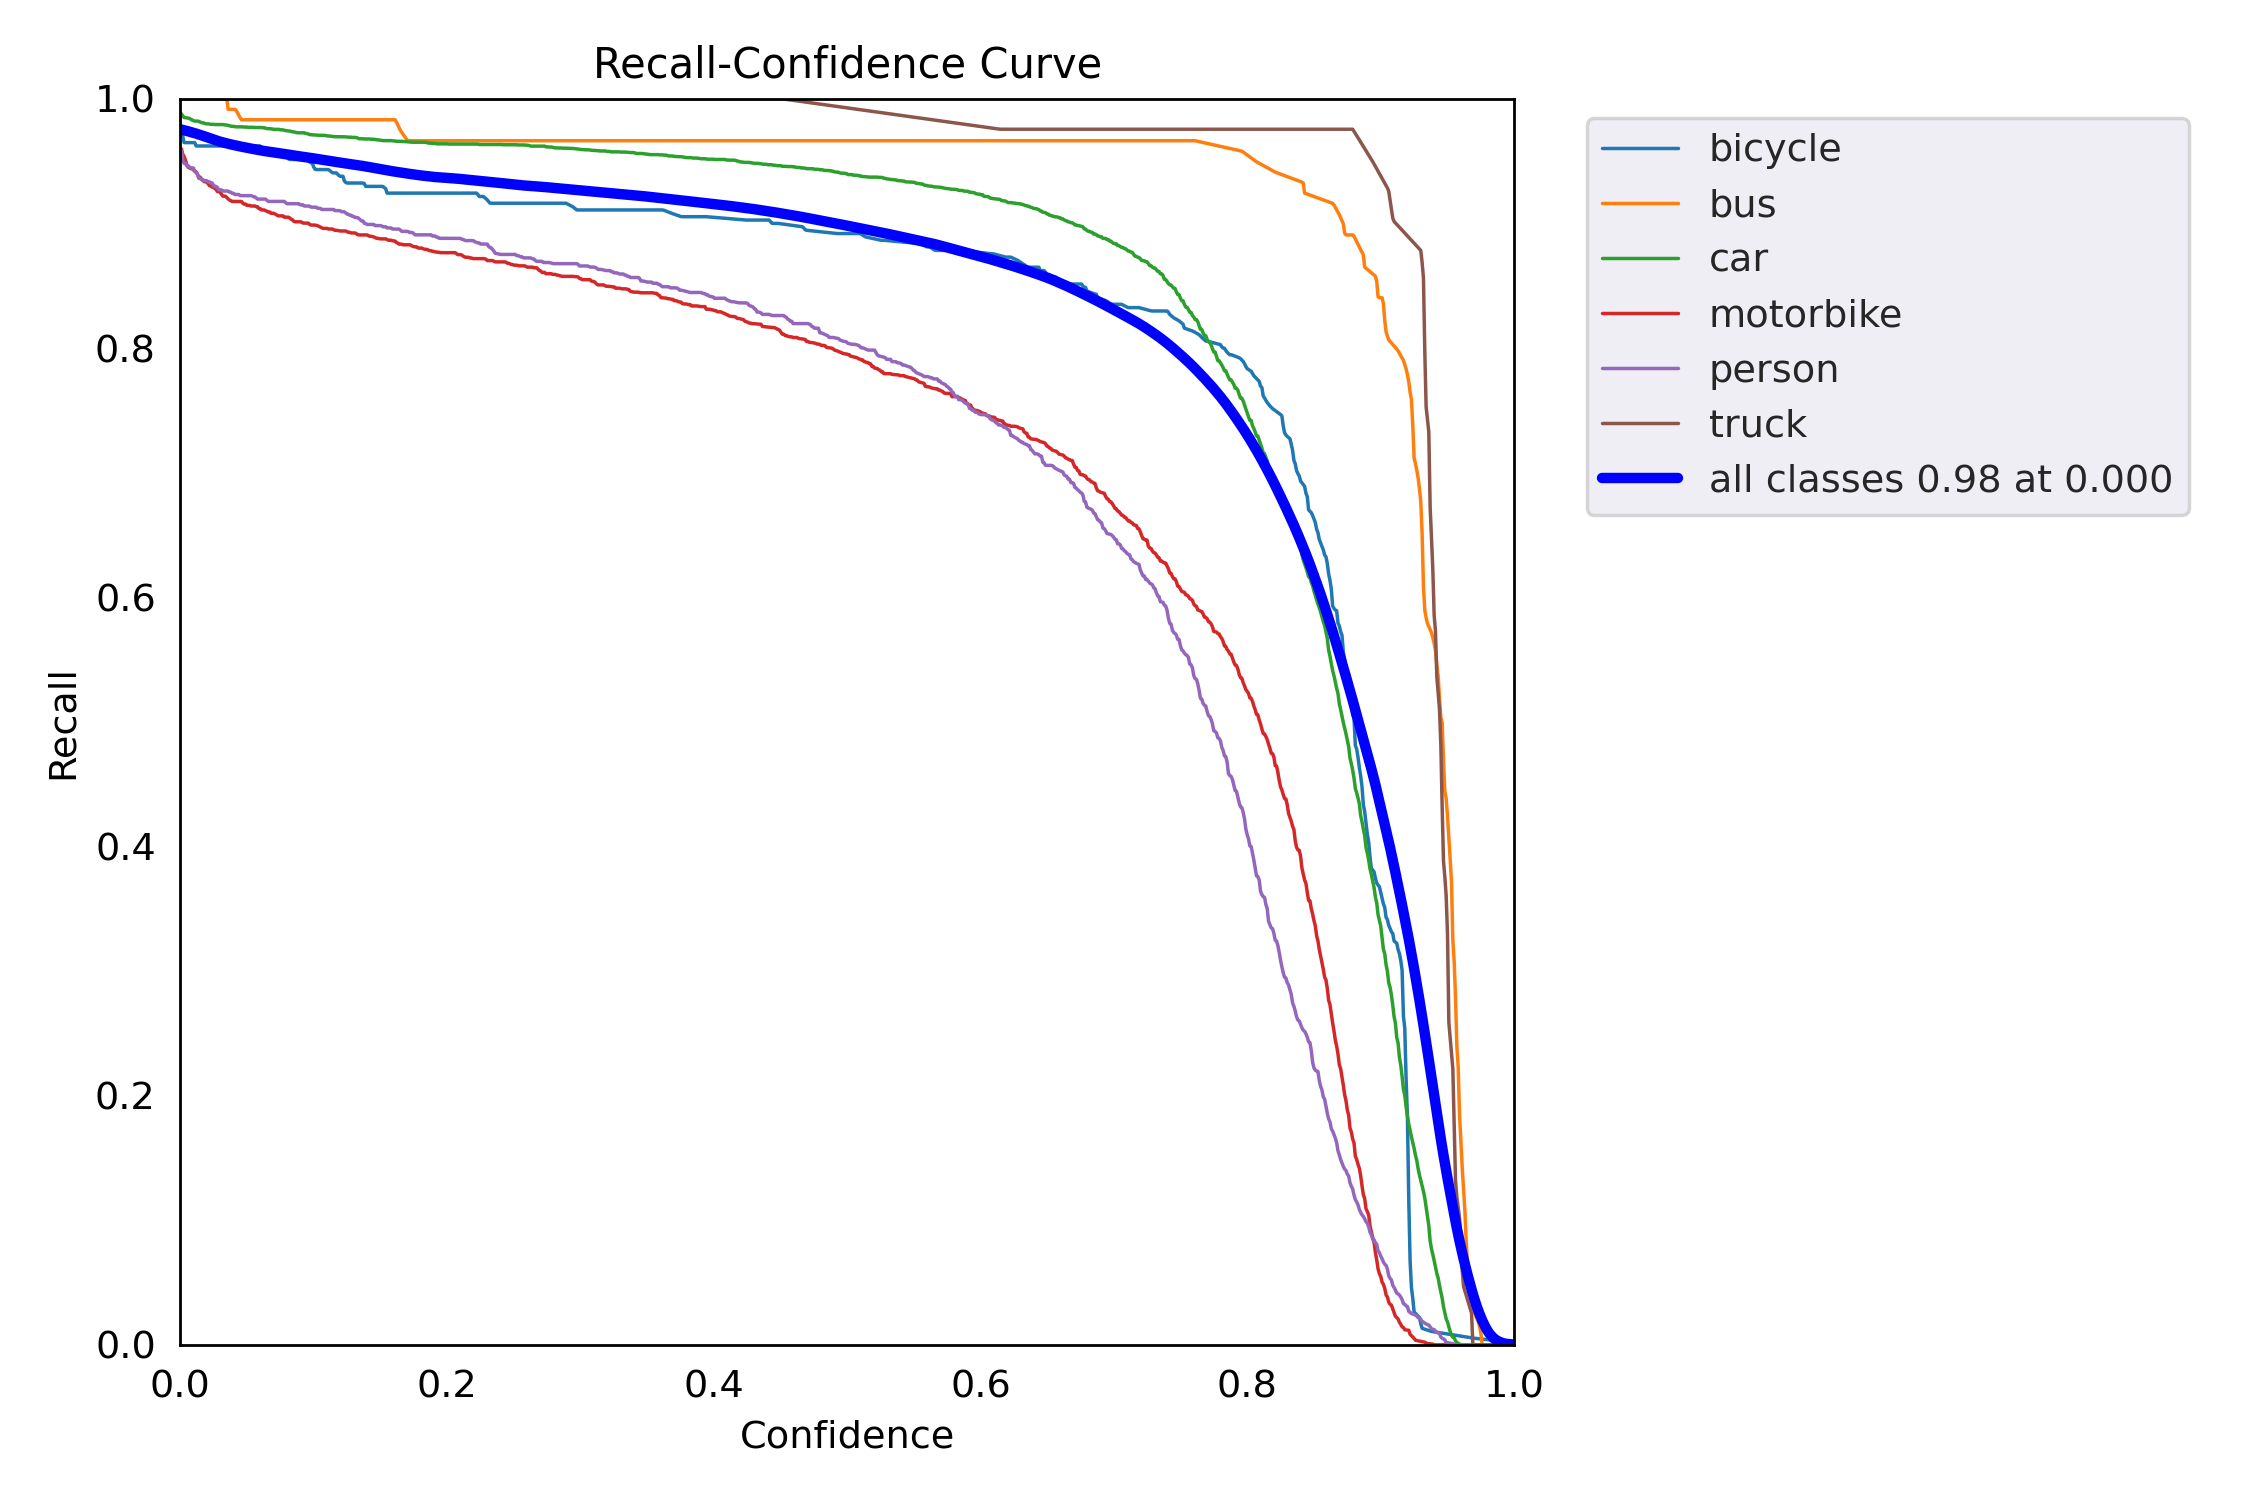 Recall-Confidence Curve
1.0
0.8
0.6
0.4
0.2
0.0
Recall
0.0 0.2 0.4 0.6 0.8 1.0
Confidence
bicycle
bus
car
motorbike
person
truck
all classes 0.98 at 0.000